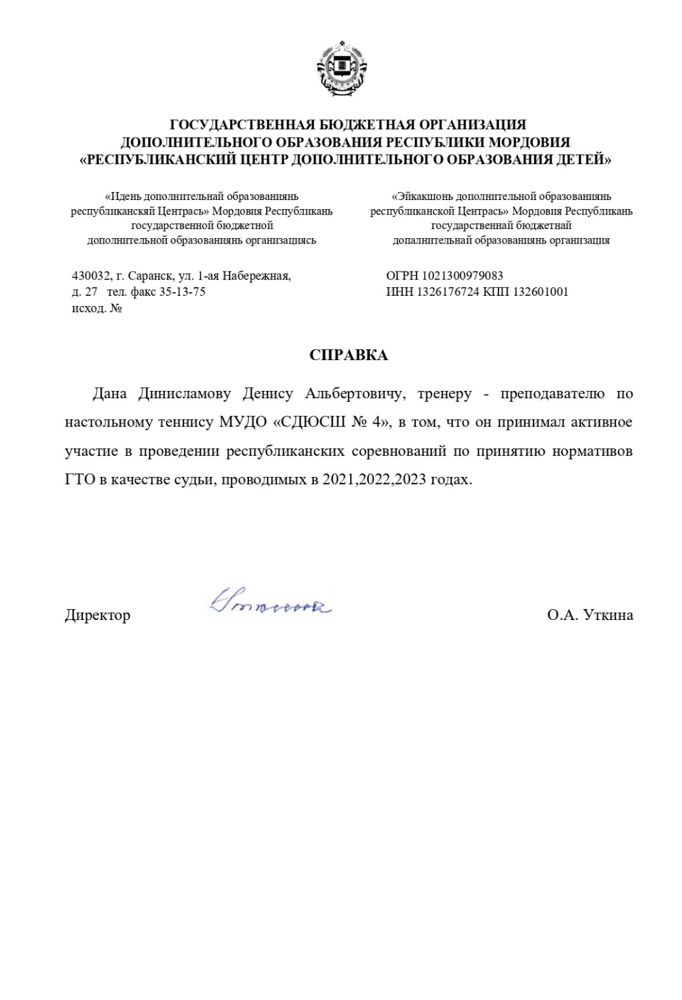 ГОСУДАРСТВЕННАЯ БЮДЖЕТНАЯ ОРГАНИЗАЦИЯ
ДОПОЛНИТЕЛЬНОГО ОБРАЗОВАНИЯ РЕСПУБЛИКИ МОРДОВИЯ
«РЕСПУБЛИКАНСКИЙ ЦЕНТР ДОПОЛНИТЕЛЬНОГО ОБРАЗОВАНИЯ ДЕТЕЙ»
«Идень дополнительнай образованиянь
республиканскяй Центрась» Мордовия Республикань
государственной бюджетной
дополнительной образованиянь организациясь
«Эйкакшонь дополнительной образованиянь
республиканской Центрась» Мордовия Республикань
государственнай бюджетнай
допалнительнай образованиянь организация
430032, г. Саранск, ул. 1-ая Набережная,
д. 27 тел. факс 35-13-75
исход. №
ОГРН 1021300979083
ИНН 1326176724 КПП 132601001
СПРАВКА
Дана Динисламову Денису Альбертовичу, тренеру - преподавателю по
настольному теннису МУДО «СДЮСШ № 4», в том, что он принимал активное
участие в проведении республиканских соревнований по принятию нормативов
ГТО в качестве судьи, проводимых в 2021,2022,2023 годах.
Директор
О.А. Уткина